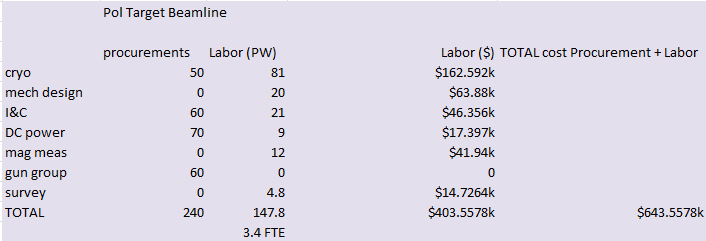 Pol Target Beamline
procurements Labor (PW) Labor ($) TOTAL cost Procurement + Labor
cryo 50 81 $162.592k
mech design 0 20 $63.88k
I&C 60 21 $46.356k
DC power 70 9 $17.397k
mag meas 0 12 $41.94k
gun group 60 0 0
survey 0 4.8 $14.7264k
TOTAL 240 147.8 $403.5578k $643.5578k
3.4 FTE